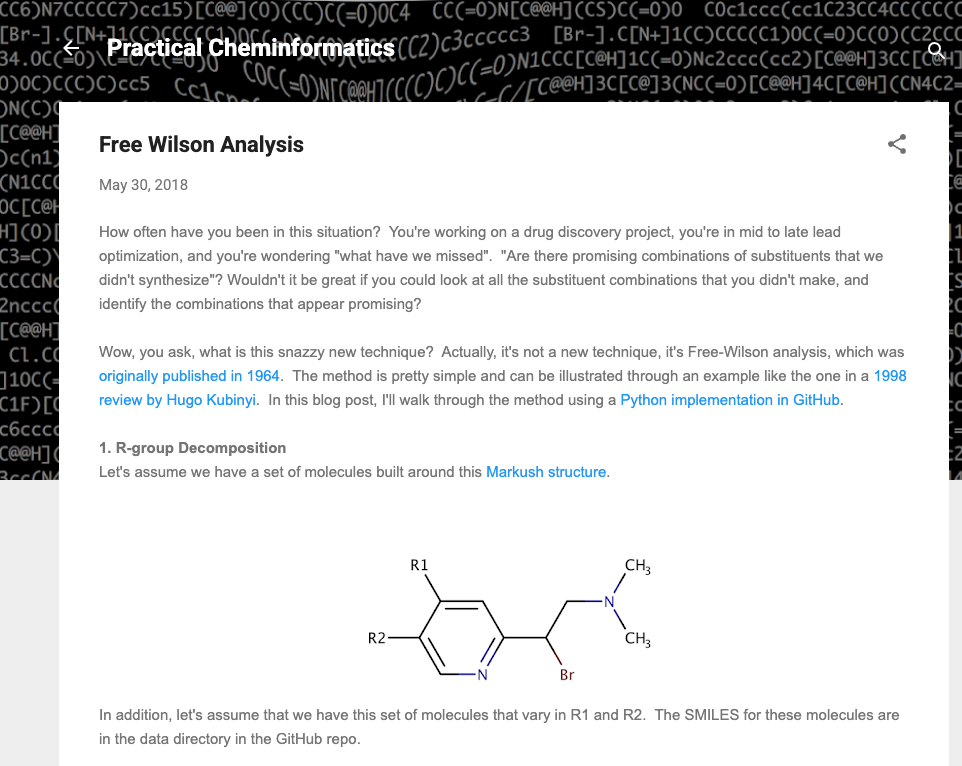 Practical Cheminformatics
Free Wilson Analysis
May 30, 2018
How often have you been in this situation?  You're working on a drug discovery project, you're in mid to late lead
optimization, and you're wondering "what have we missed".  "Are there promising combinations of substituents that we
didn't synthesize"? Wouldn't it be great if you could look at all the substituent combinations that you didn't make, and
identify the combinations that appear promising?
Wow, you ask, what is this snazzy new technique?  Actually, it's not a new technique, it's Free-Wilson analysis, which was
originally published in 1964.  The method is pretty simple and can be illustrated through an example like the one in a 1998
review by Hugo Kubinyi.  In this blog post, I'll walk through the method using a Python implementation in GitHub.
1. R-group Decomposition
Let's assume we have a set of molecules built around this Markush structure.
R1
CH3
N
R2
CH3
N
Br
In addition, let's assume that we have this set of molecules that vary in R1 and R2.  The SMILES for these molecules are
in the data directory in the GitHub repo.